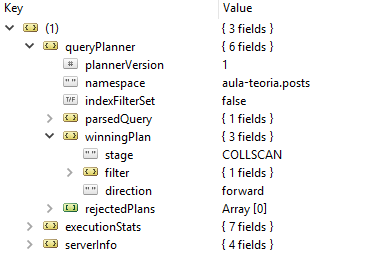 Key Value
(1) { 3 fields }
queryPlanner { 6 fields }
# plannerVersion 1
" " namespace aula-teoria.posts
T/F indexFilterSet false
parsedQuery { 1 fields }
winningPlan { 3 fields }
" " stage COLLSCAN
filter { 1 fields }
" " direction forward
rejectedPlans Array [0]
executionStats { 7 fields }
serverInfo { 4 fields }